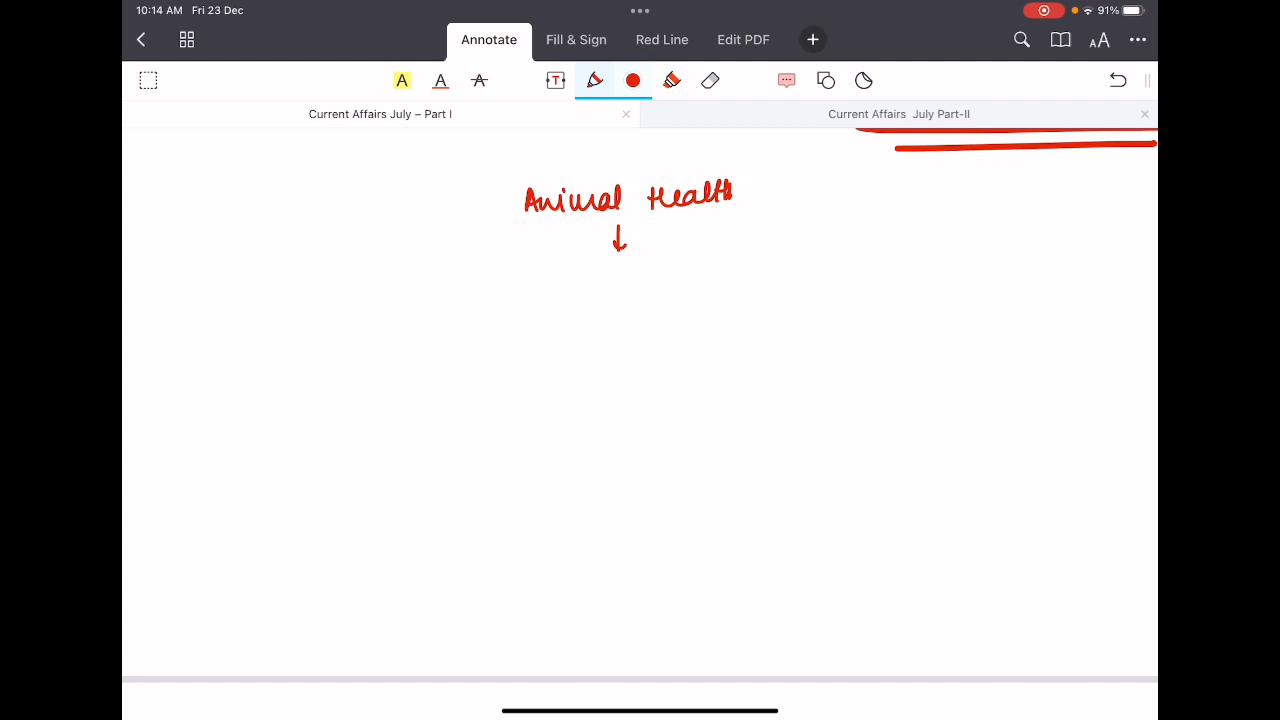 10:14 AM Fri 23 Dec
91%
Annotate Fill & Sign Red Line Edit PDF
A A A T AA
Current Affairs July – Part I
Current Affairs July Part-II
Animal Health